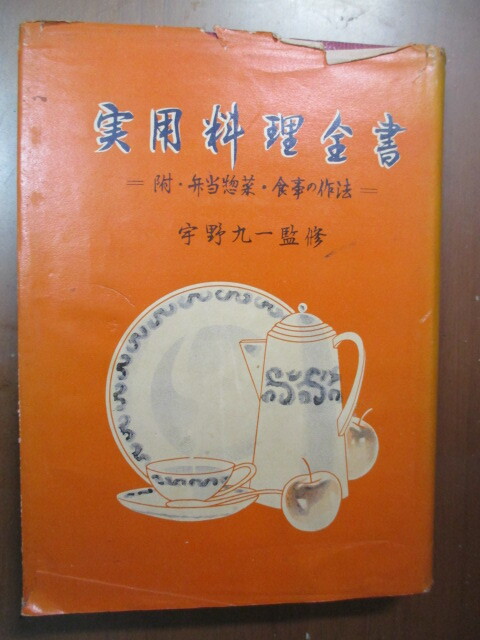 実用料理全書
=附・弁当惣菜・食事の作法=
宇野九一監修